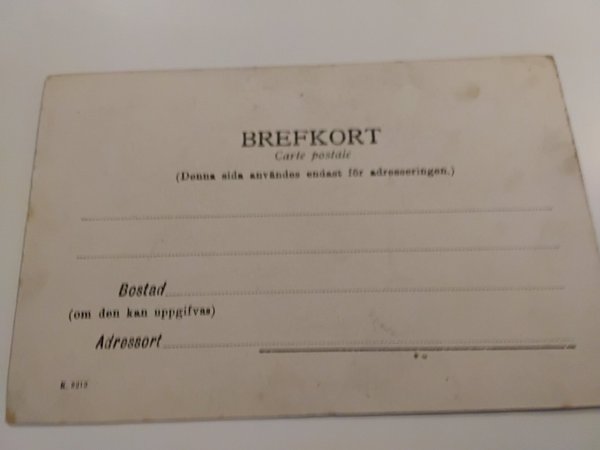 BREFKORT
Carte postale
(Denna sida användes endast för adresseringen.)
Bostad
(om den kan uppgifvas)
Adressort